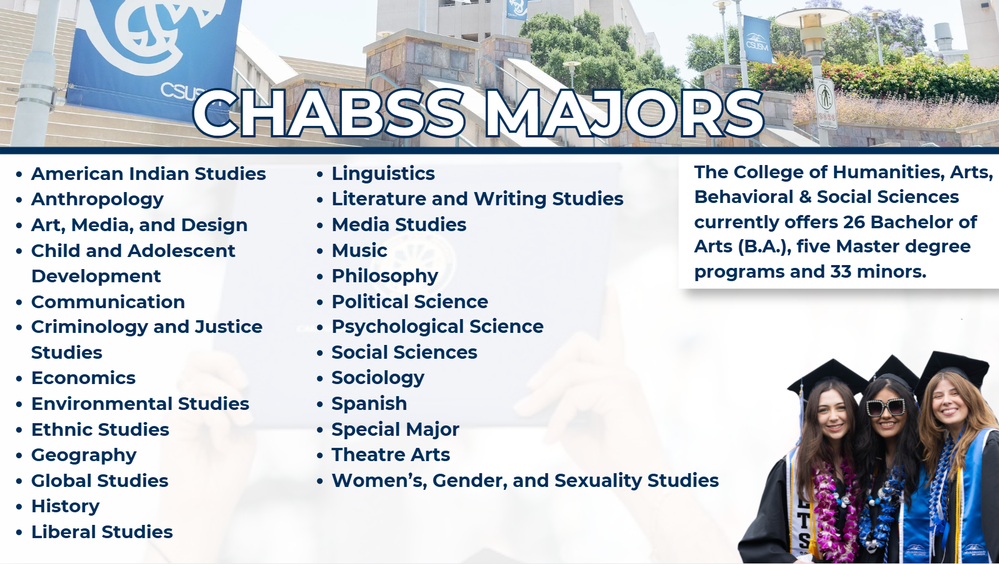 CSUSM
CHABSS MAJORS
• American Indian Studies
• Anthropology
• Art, Media, and Design
• Child and Adolescent
Development
• Communication
• Criminology and Justice
Studies
• Economics
• Environmental Studies
• Ethnic Studies
• Geography
• Global Studies
• History
• Liberal Studies
• Linguistics
• Literature and Writing Studies
• Media Studies
• Music
• Philosophy
• Political Science
• Psychological Science
• Social Sciences
• Sociology
• Spanish
• Special Major
• Theatre Arts
• Women’s, Gender, and Sexuality Studies
The College of Humanities, Arts,
Behavioral & Social Sciences
currently offers 26 Bachelor of
Arts (B.A.), five Master degree
programs and 33 minors.